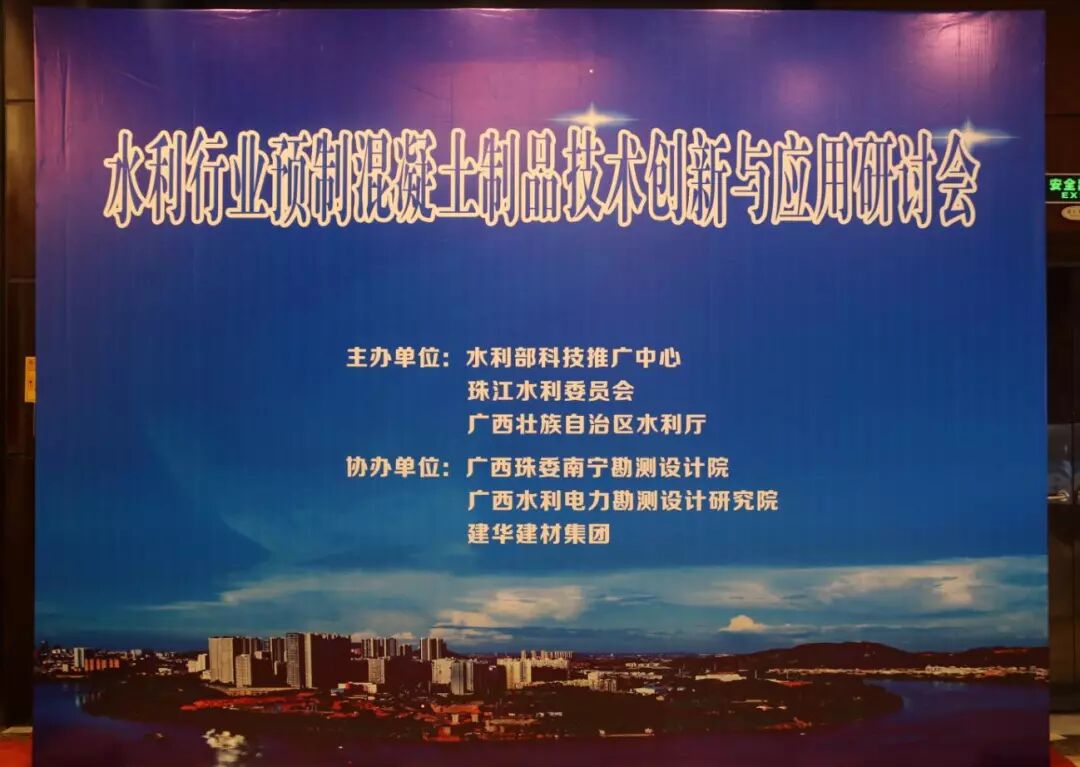 水利行业预制混凝土制品技术创新与应用研讨会
主办单位：水利部科技推广中心
珠江水利委员会
广西壮族自治区水利厅
协办单位：广西珠委南宁勘测设计院
广西水利电力勘测设计研究院
建华建材集团
安全
EX